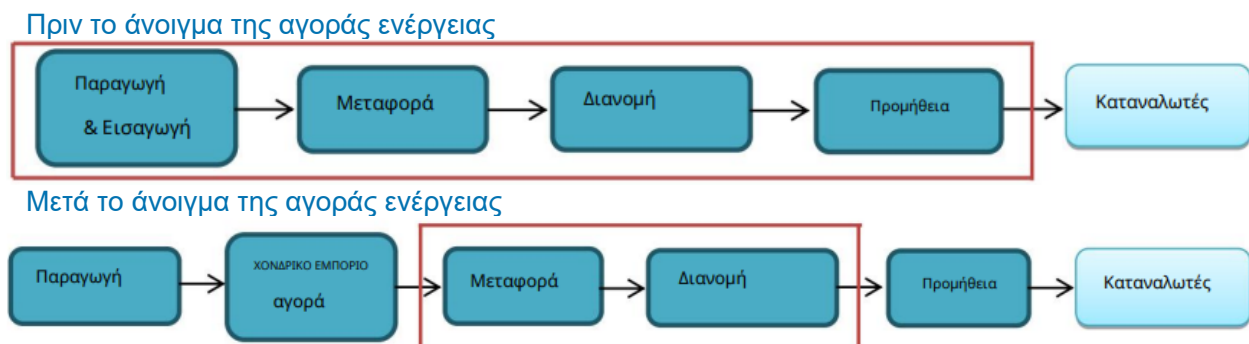 Πριν το άνοιγμα της αγοράς ενέργειας
Παραγωγή
& Εισαγωγή
Μεταφορά
Διανομή
Προμήθεια
Καταναλωτές
Μετά το άνοιγμα της αγοράς ενέργειας
Παραγωγή
ΧΟΝΔΡΙΚΟ ΕΜΠΟΡΙΟ
αγορά
Μεταφορά
Διανομή
Προμήθεια
Καταναλωτές